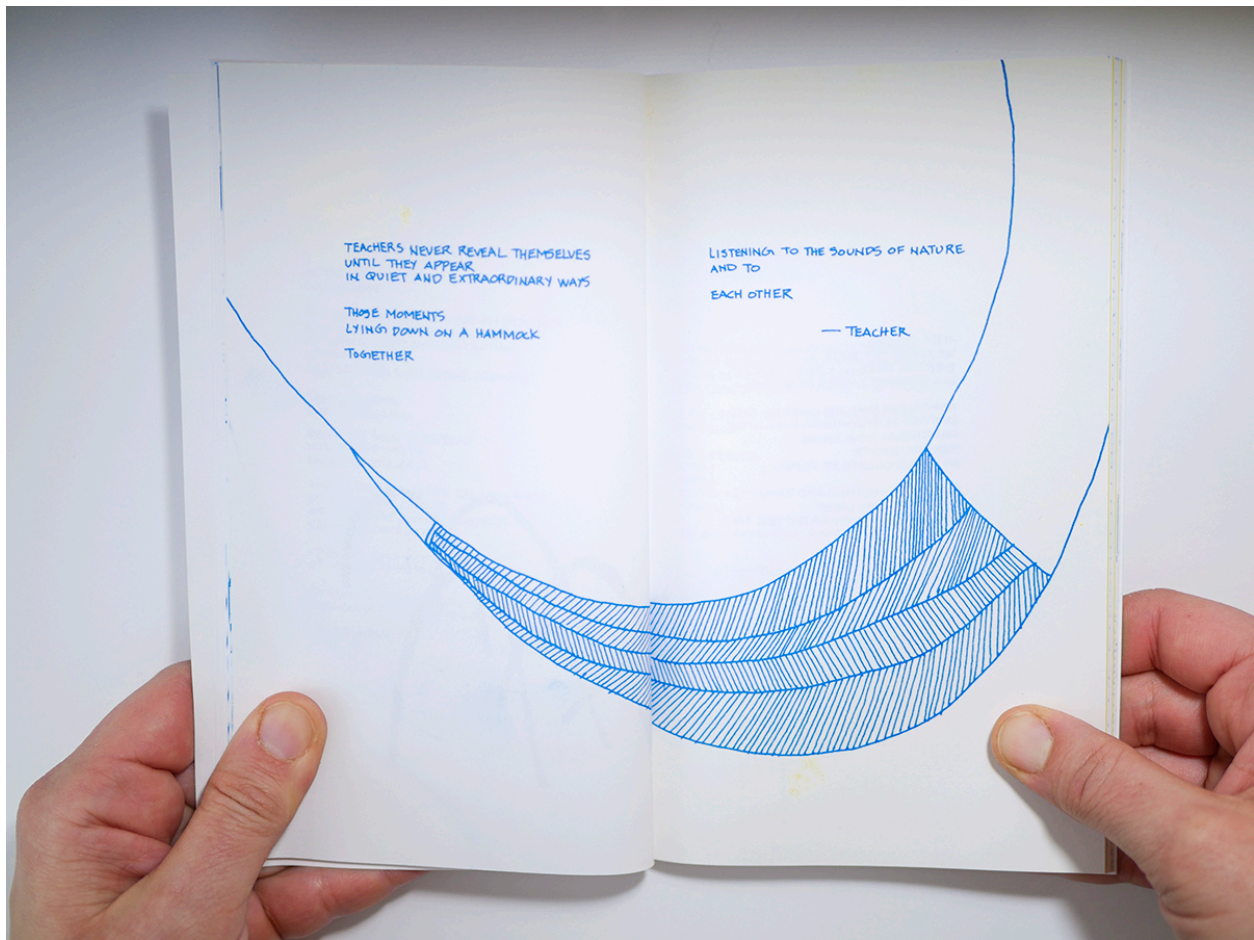 TEACHERS NEVER REVEAL THEMSELVES
UNTIL THEY APPEAR
IN QUIET AND EXTRAORDINARY WAYS
THOSE MOMENTS
LYING DOWN ON A HAMMOCK
TOGETHER
LISTENING TO THE SOUNDS OF NATURE
AND TO
EACH OTHER
— TEACHER